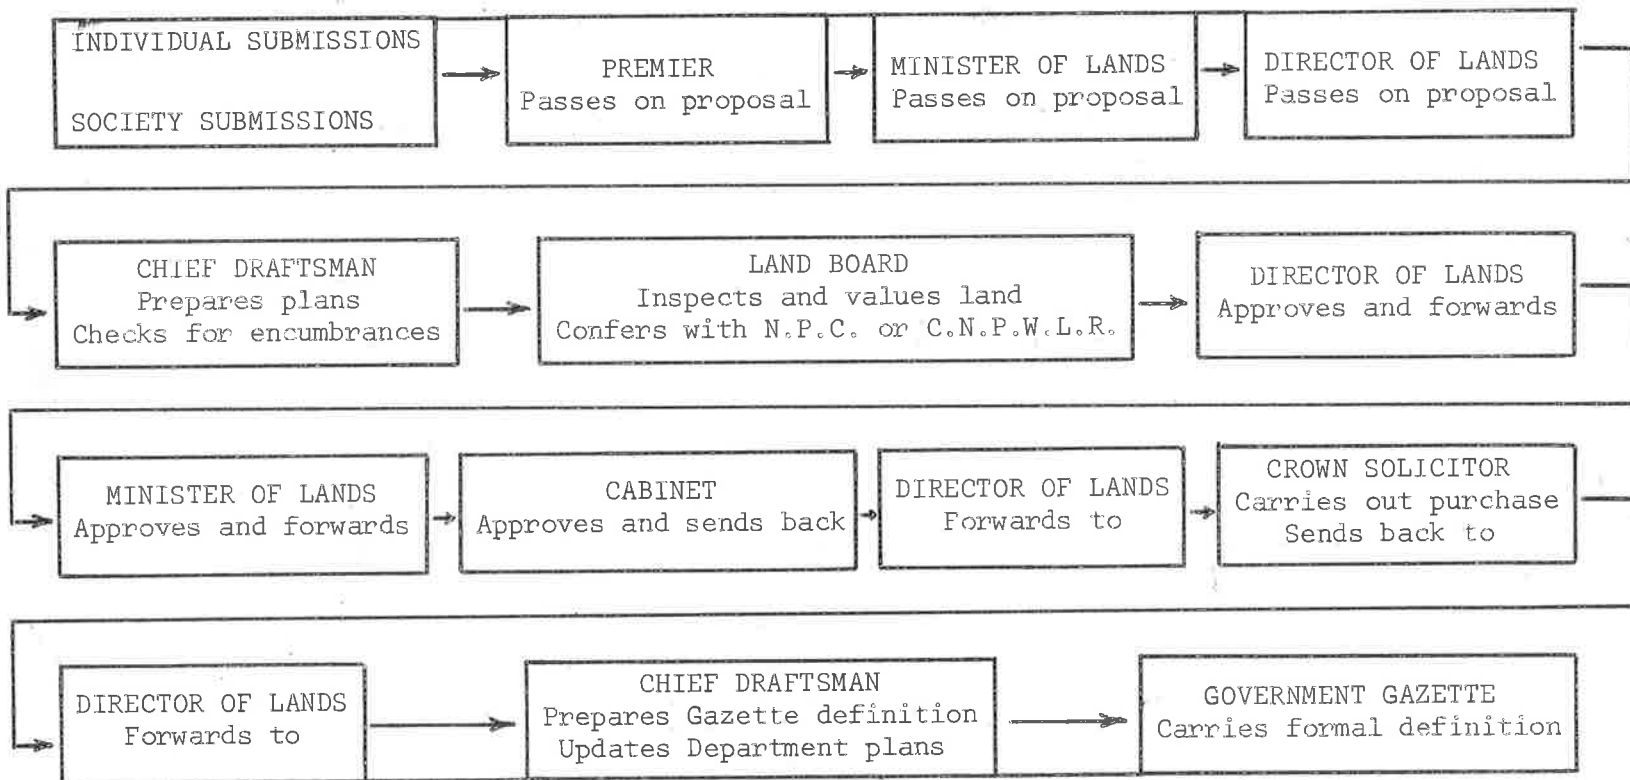 INDIVIDUAL SUBMISSIONS
SOCIETY SUBMISSIONS
PREMIER
Passes on proposal
MINISTER OF LANDS
Passes on proposal
DIRECTOR OF LANDS
Passes on proposal
CHIEF DRAFTSMAN
Prepares plans
Checks for encumbrances
LAND BOARD
Inspects and values land
Confers with N.P.C. or C.N.P.W.L.R.
DIRECTOR OF LANDS
Approves and forwards
MINISTER OF LANDS
Approves and forwards
CABINET
Approves and sends back
DIRECTOR OF LANDS
Forwards to
CROWN SOLICITOR
Carries out purchase
Sends back to
DIRECTOR OF LANDS
Forwards to
CHIEF DRAFTSMAN
Prepares Gazette definition
Updates Department plans
GOVERNMENT GAZETTE
Carries formal definition